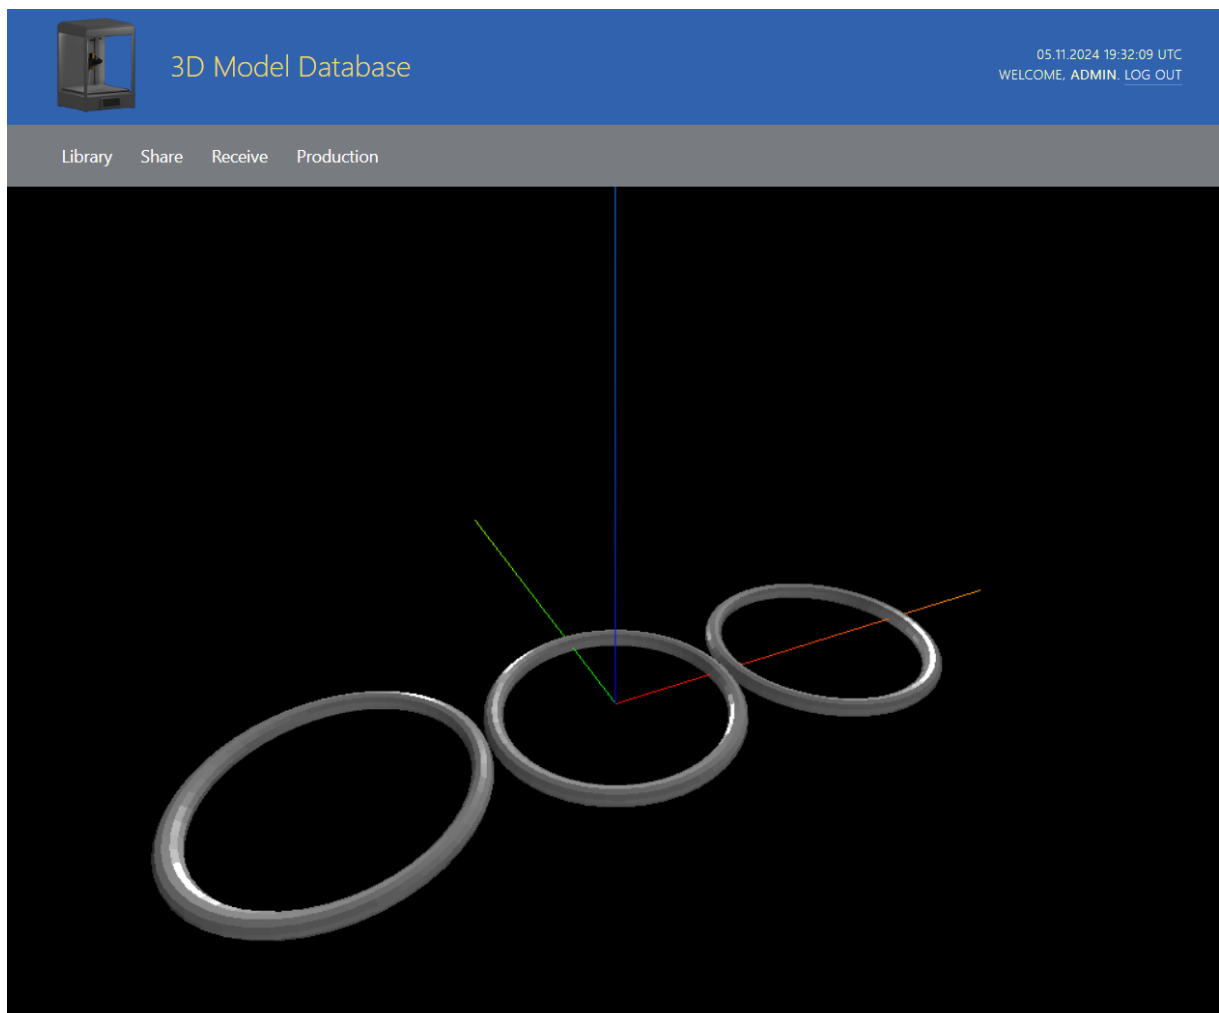 3D Model Database
05.11.2024 19:32:09 UTC
WELCOME, ADMIN. LOG OUT
Library Share Receive Production